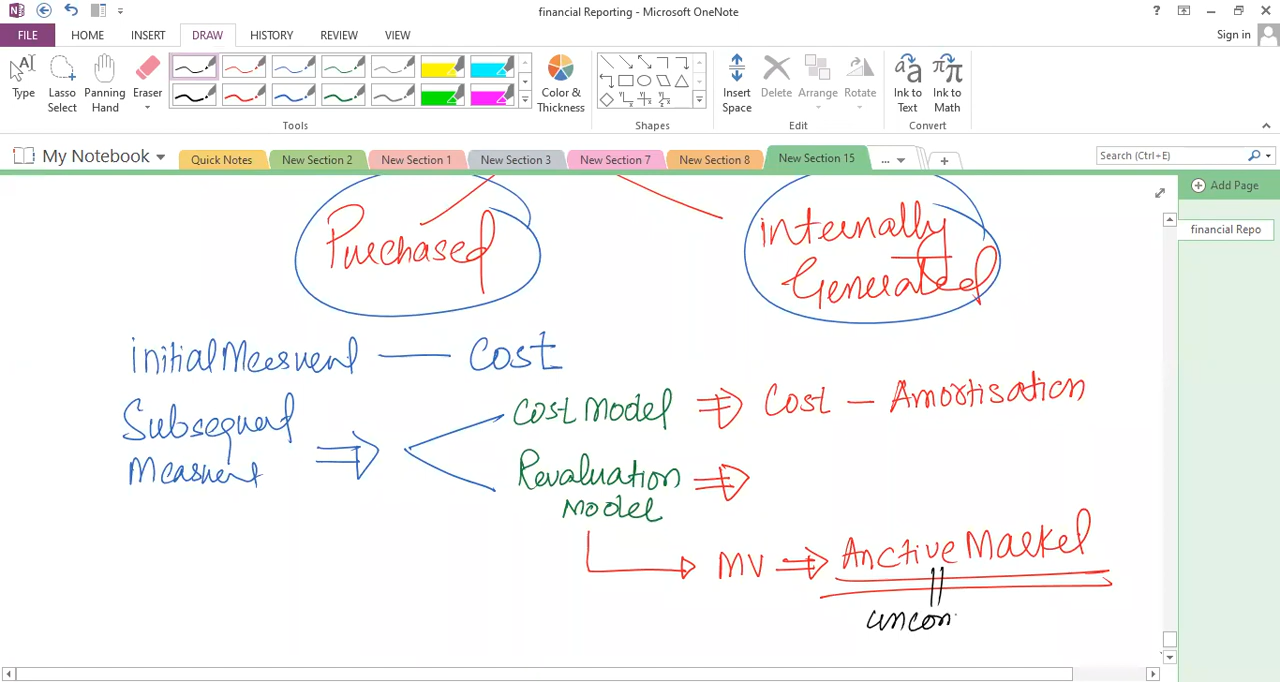 financial Reporting - Microsoft OneNote
Sign in
FILE HOME INSERT DRAW HISTORY REVIEW VIEW
Type
Lasso Select
Panning Hand
Eraser
Color & Thickness
Insert Space
Delete
Arrange
Rotate
Ink to Text
Ink to Math
Tools
Shapes
Edit
Convert
My Notebook
Quick Notes
New Section 2
New Section 1
New Section 3
New Section 7
New Section 8
New Section 15
...
Search (Ctrl+E)
Add Page
financial Repo
Purchased
internally
Generated
initial Mesurent — Cost
Subsequent
Measurent
Cost Model ⇒ Cost — Amortisation
Revaluation ⇒
Model
MV ⇒ Anctive Market
uncon